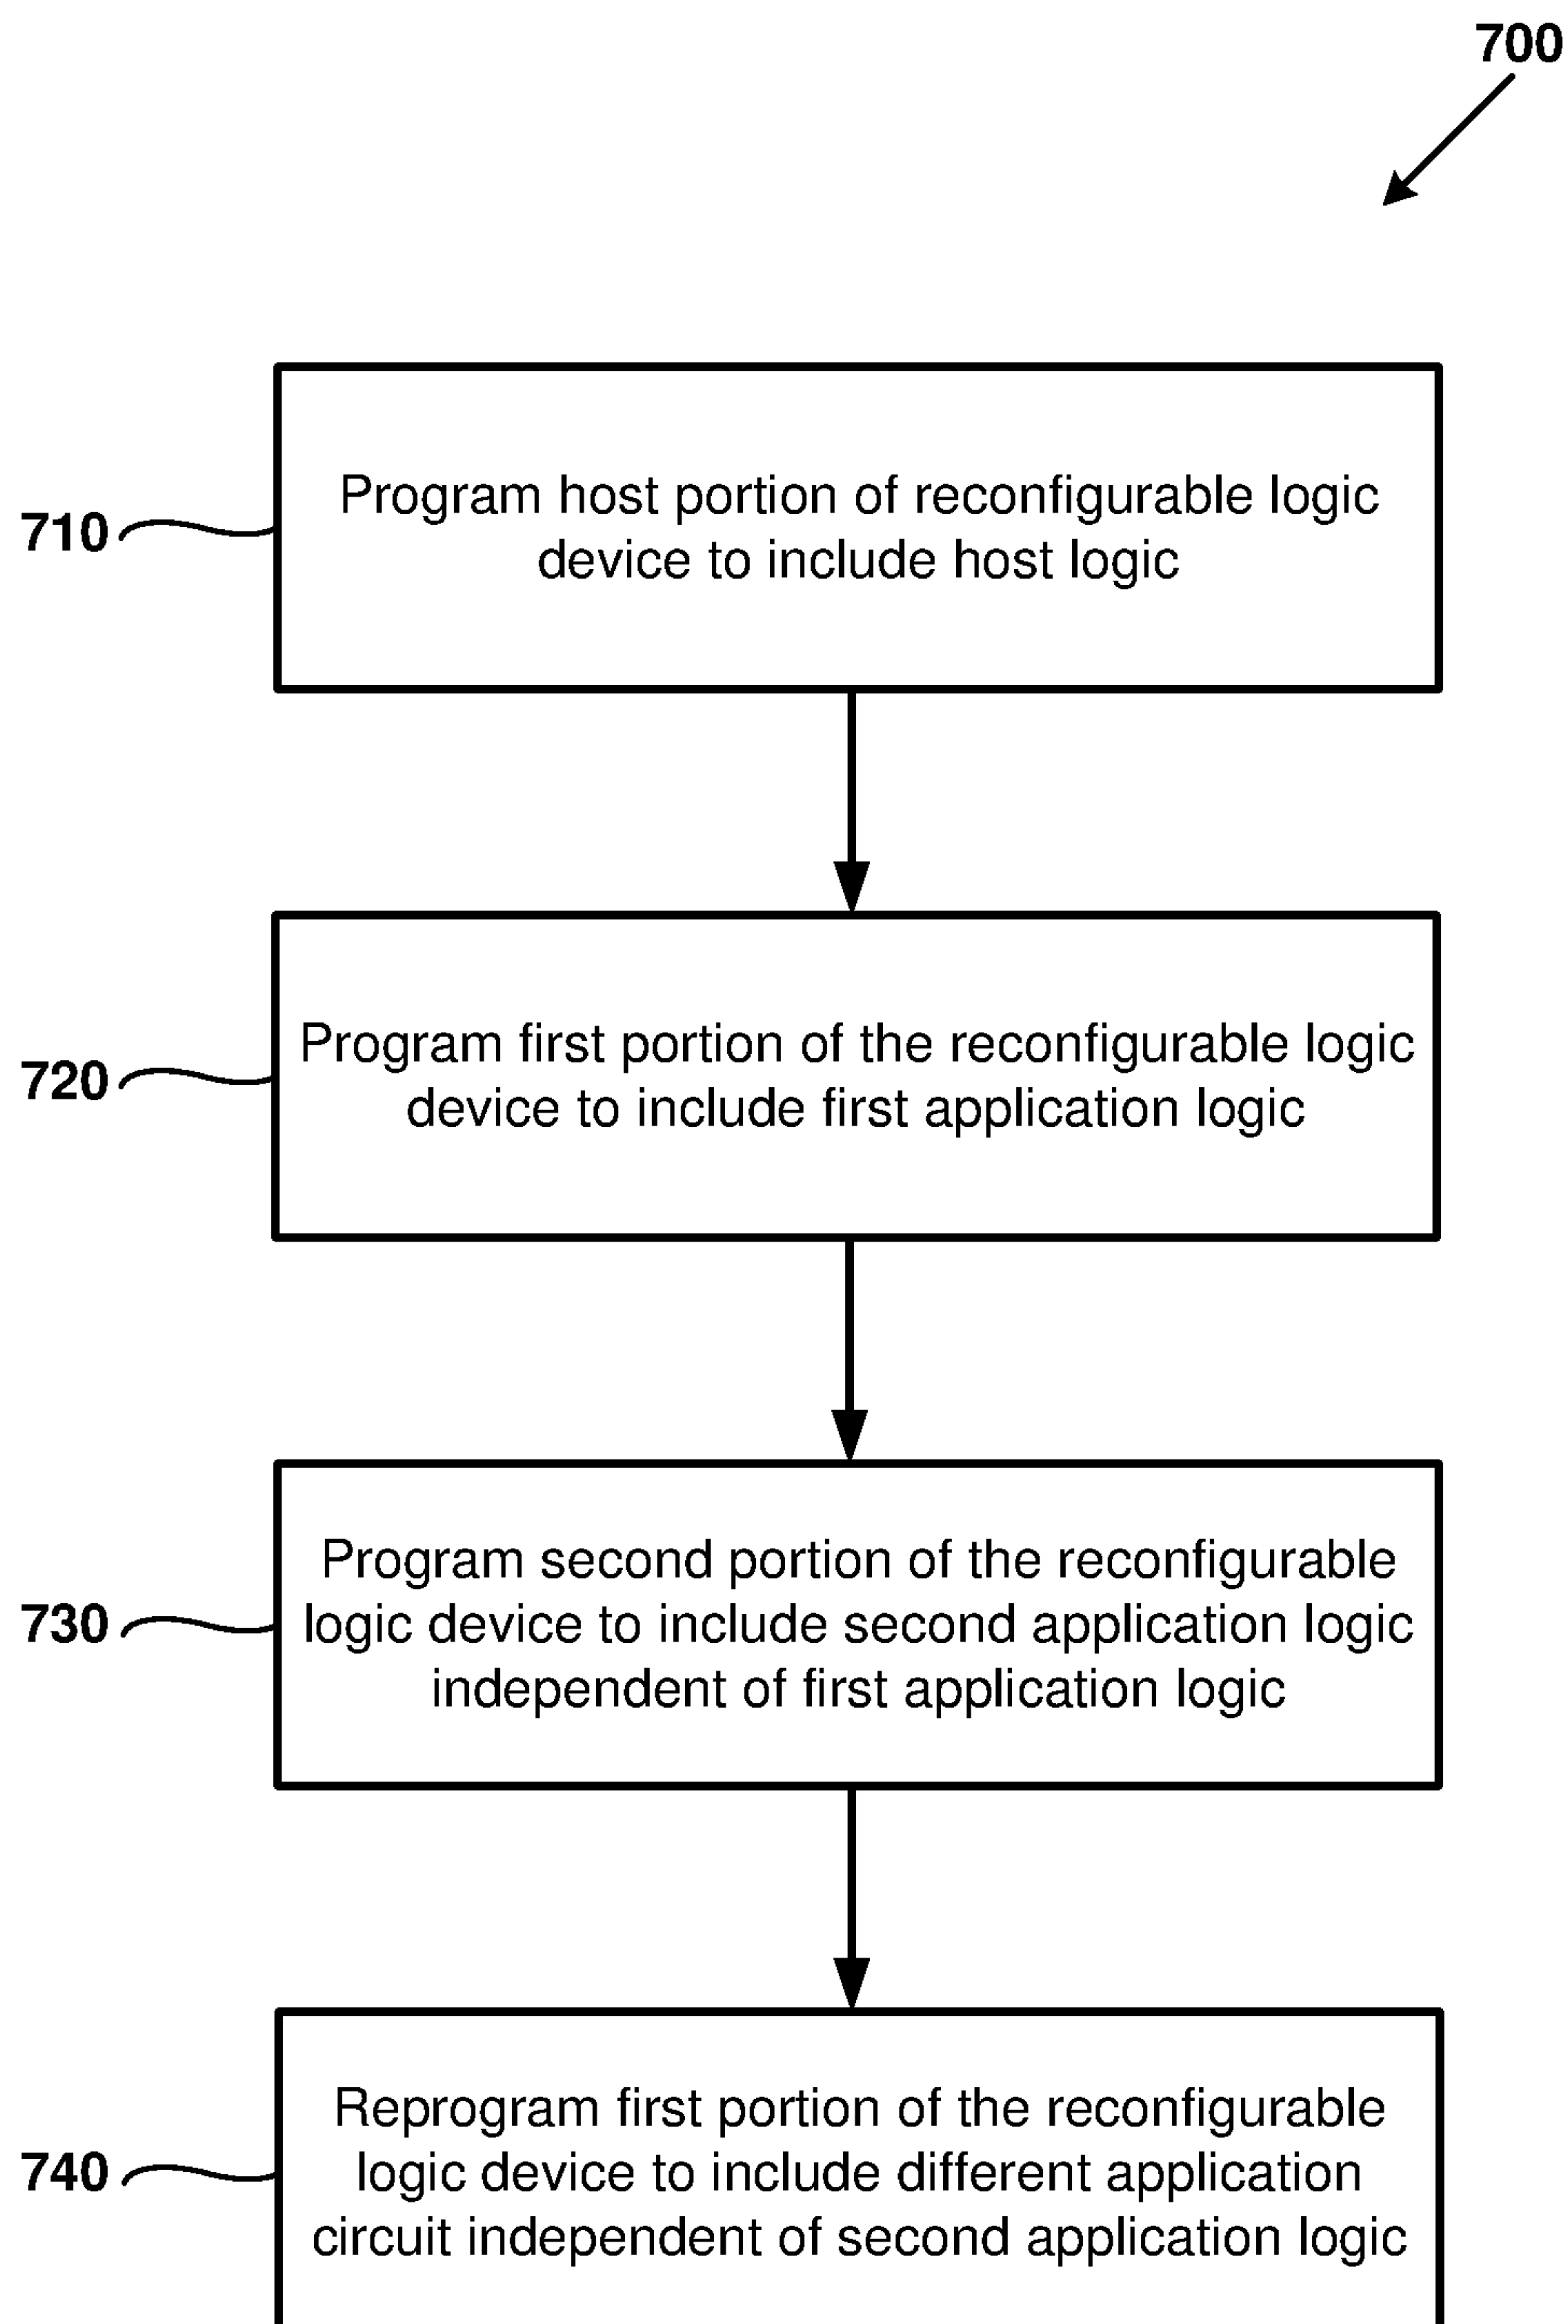 700
710
Program host portion of reconfigurable logic
device to include host logic
720
Program first portion of the reconfigurable logic
device to include first application logic
730
Program second portion of the reconfigurable
logic device to include second application logic
independent of first application logic
740
Reprogram first portion of the reconfigurable
logic device to include different application
circuit independent of second application logic